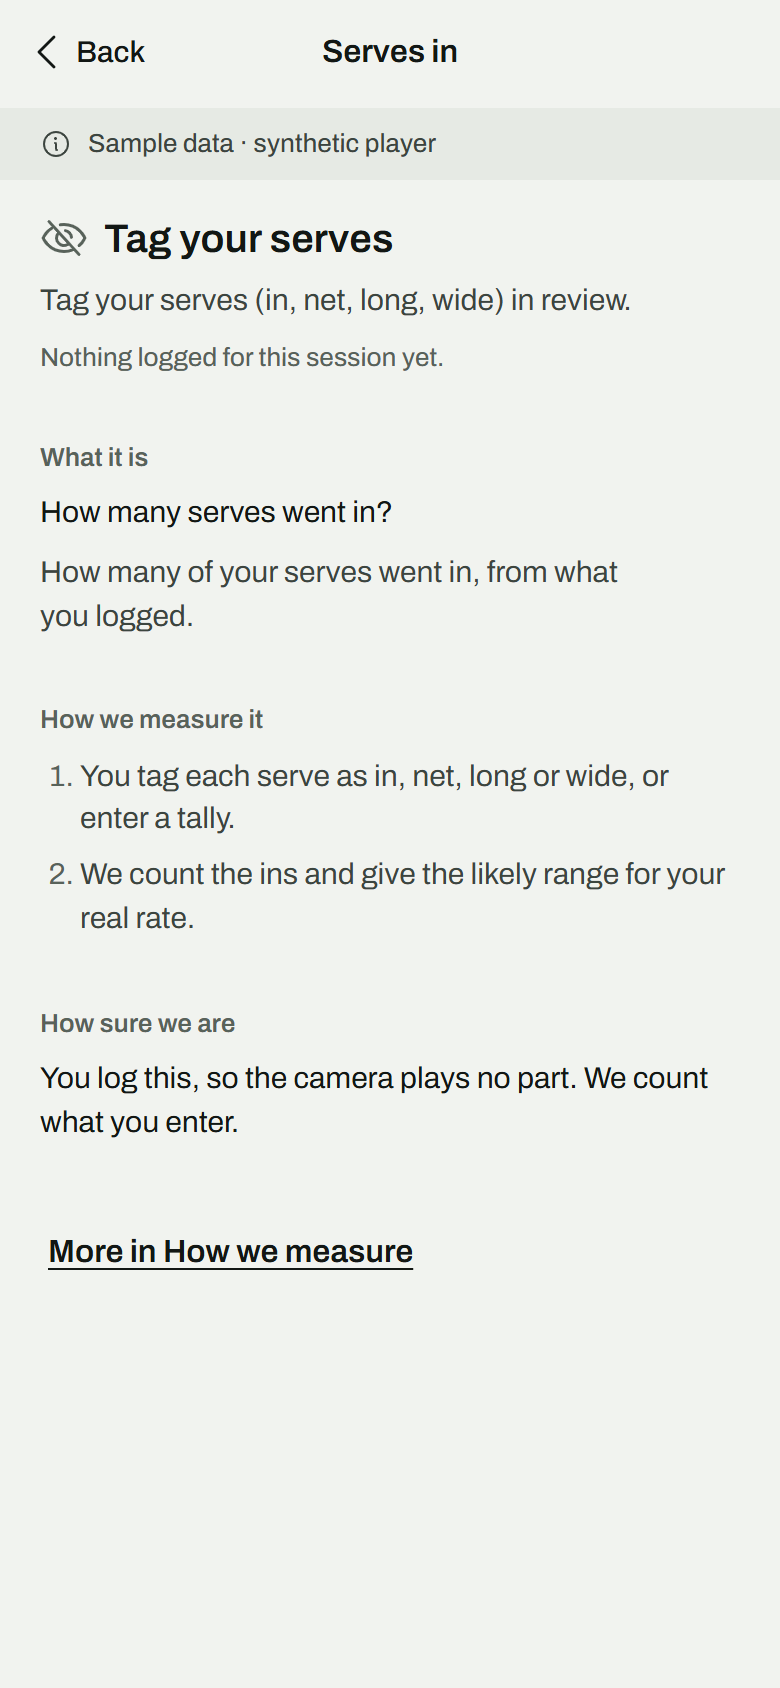 Back
Serves in
Sample data · synthetic player
Tag your serves
Tag your serves (in, net, long, wide) in review.
Nothing logged for this session yet.
What it is
How many serves went in?
How many of your serves went in, from what
you logged.
How we measure it
1. You tag each serve as in, net, long or wide, or
enter a tally.
2. We count the ins and give the likely range for your
real rate.
How sure we are
You log this, so the camera plays no part. We count
what you enter.
More in How we measure